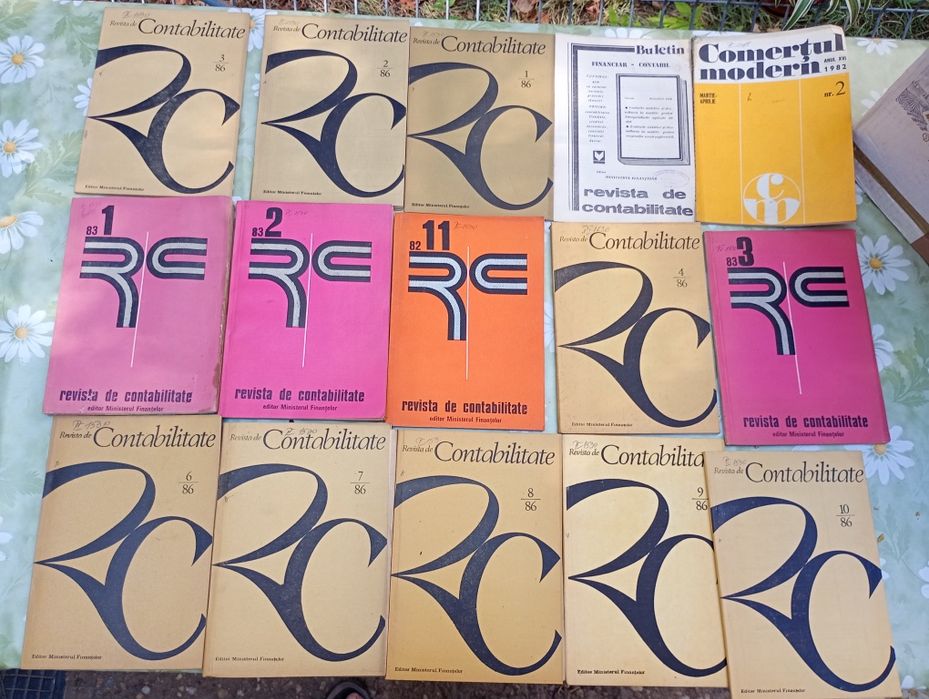 Revista de Contabilitate
3
86
Editor Ministerul Finanțelor
Revista de Contabilitate
2
86
Editor Ministerul Finanțelor
Revista de Contabilitate
1
86
Editor Ministerul Finanțelor
Buletin
FINANCIAR - CONTABIL
revista de
contabilitate
Comerțul
modern
ANUL XVI
1982
MARTIE-
APRILIE
nr. 2
83 1
revista de contabilitate
editor Ministerul Finanțelor
83 2
revista de contabilitate
editor Ministerul Finanțelor
82 11
revista de contabilitate
editor Ministerul Finanțelor
Revista de Contabilitate
4
86
Editor Ministerul Finanțelor
83 3
revista de contabilitate
editor Ministerul Finanțelor
Revista de Contabilitate
6
86
Editor Ministerul Finanțelor
Revista de Contabilitate
7
86
Editor Ministerul Finanțelor
Revista de Contabilitate
8
86
Editor Ministerul Finanțelor
Revista de Contabilita
9
86
Editor Ministerul Finanțelor
Revista de Contabilitate
10
86
Editor Ministerul Finanțelor